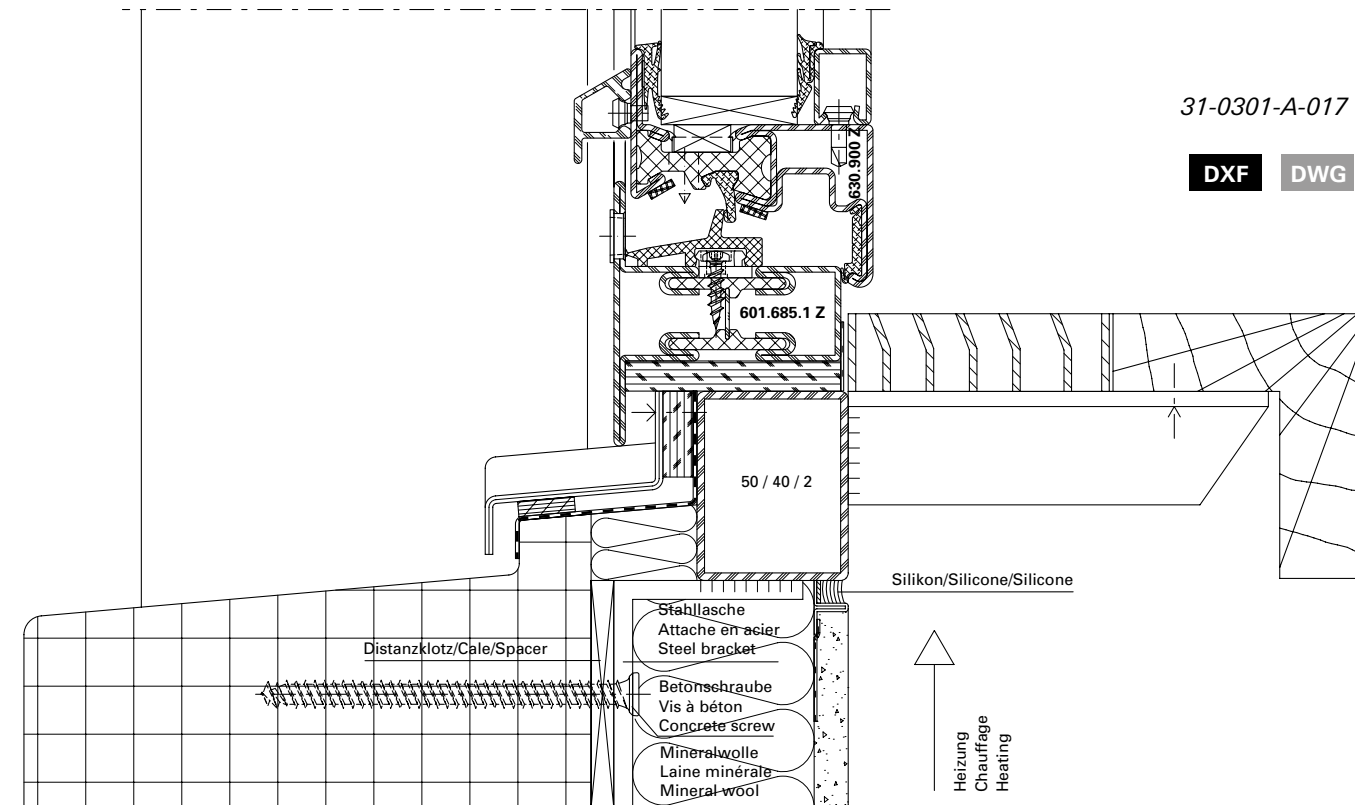 31-0301-A-017
DXF DWG
630.900 Z
601.685.1 Z
50 / 40 / 2
Silikon/Silicone/Silicone
Stahllasche
Attache en acier
Steel bracket
Distanzklotz/Cale/Spacer
Betonschraube
Vis à béton
Concrete screw
Mineralwolle
Laine minérale
Mineral wool
Heizung
Chauffage
Heating